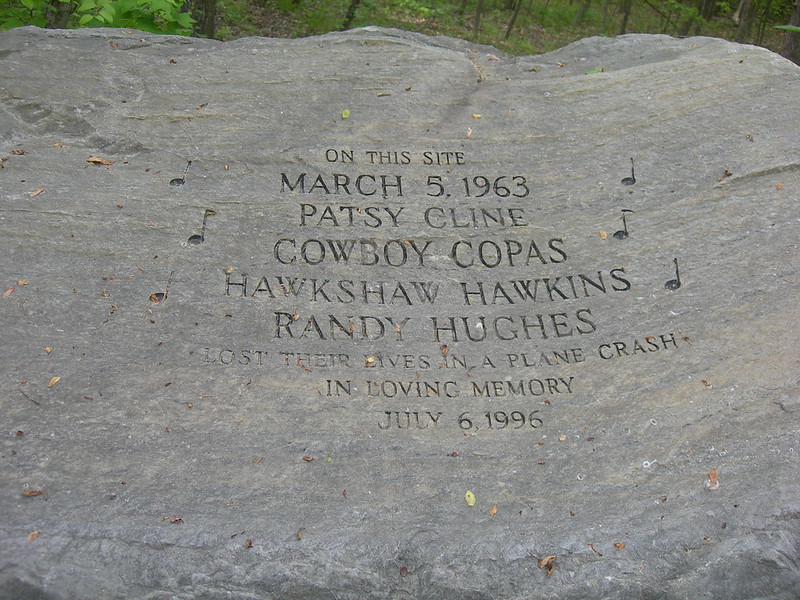 ON THIS SITE
MARCH 5, 1963
PATSY CLINE
COWBOY COPAS
HAWKSHAW HAWKINS
RANDY HUGHES
LOST THEIR LIVES IN A PLANE CRASH
IN LOVING MEMORY
JULY 6, 1996